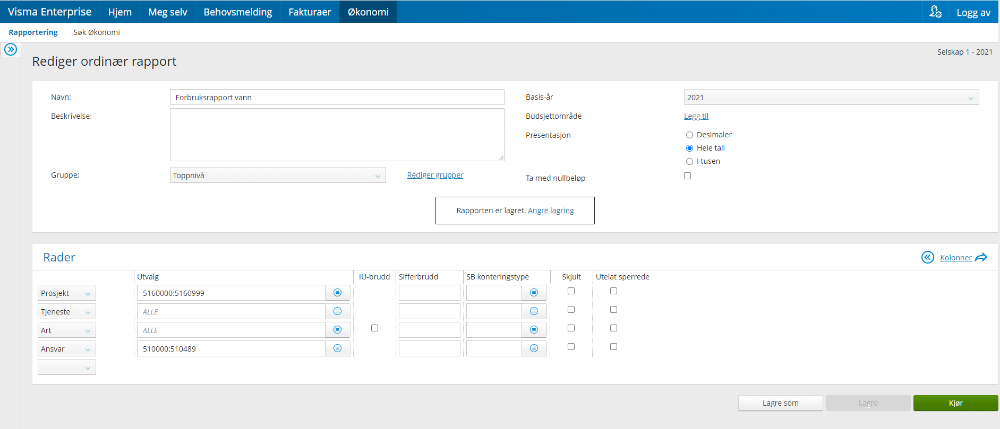 Visma Enterprise Hjem Meg selv Behovsmelding Fakturaer Økonomi Logg av
Rapportering Søk Økonomi
Selskap 1 - 2021
Rediger ordinær rapport
Navn: Forbruksrapport vann
Beskrivelse:
Gruppe: Toppnivå Rediger grupper
Basis-år 2021
Budsjettområde Legg til
Presentasjon Desimaler
Hele tall
I tusen
Ta med nullbeløp
Rapporten er lagret. Angre lagring
Rader Kolonner
Utvalg IU-brudd Sifferbrudd SB konteringstype Skjult Utelat sperrede
Prosjekt 5160000:5160999
Tjeneste ALLE
Art ALLE
Ansvar 510000:510489
Lagre som Lagre Kjør